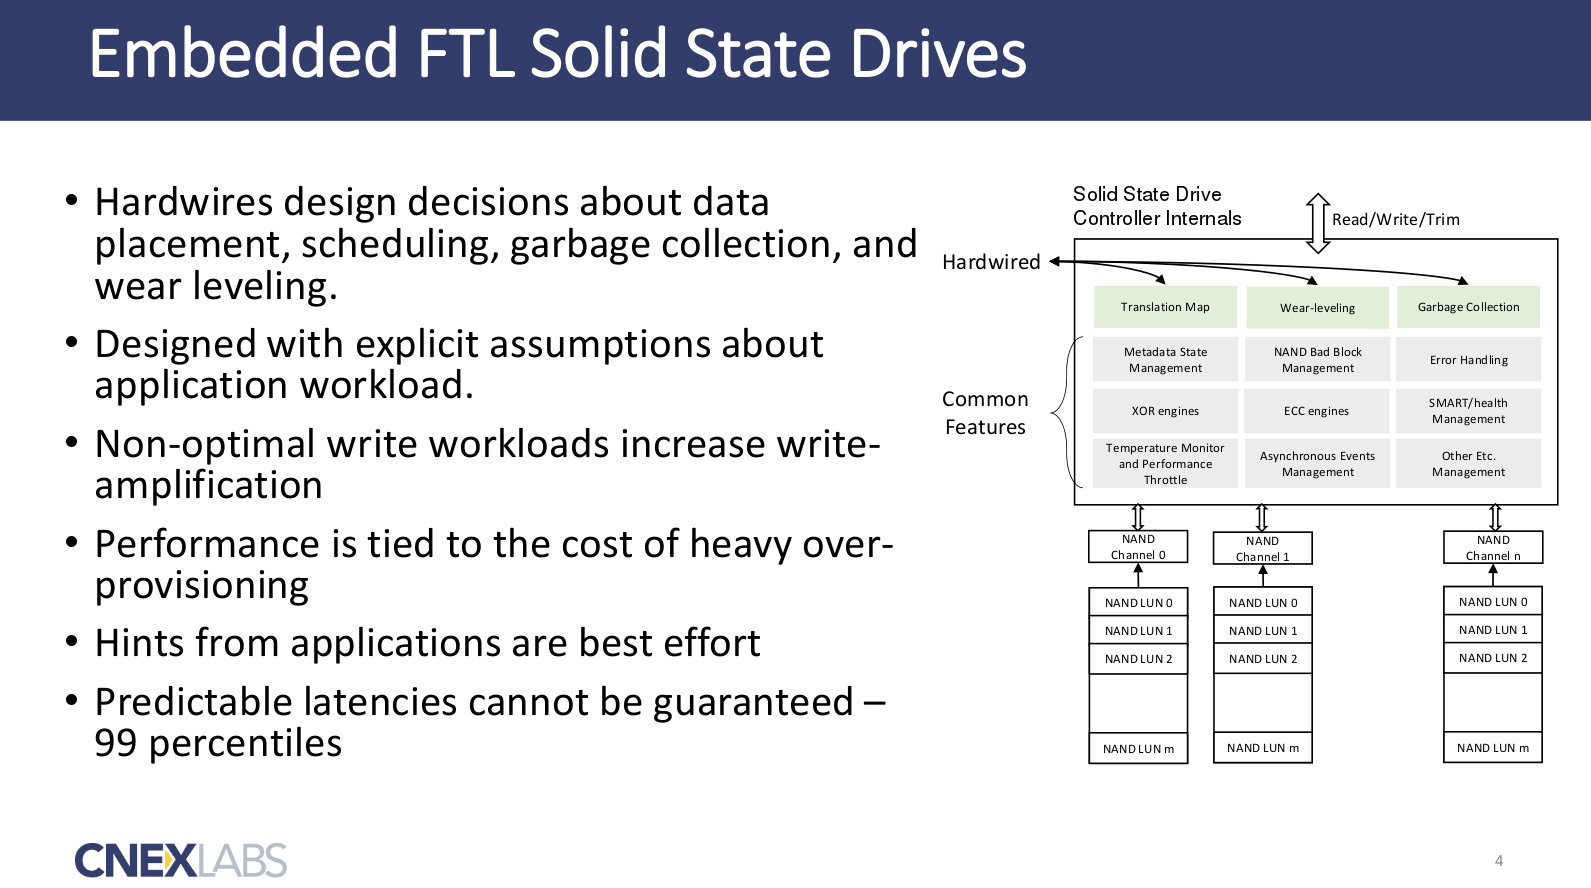 Embedded FTL Solid State Drives
• Hardwires design decisions about data
placement, scheduling, garbage collection, and
wear leveling.
• Designed with explicit assumptions about
application workload.
• Non-optimal write workloads increase write-
amplification
• Performance is tied to the cost of heavy over-
provisioning
• Hints from applications are best effort
• Predictable latencies cannot be guaranteed –
99 percentiles
Solid State Drive
Controller Internals
Read/Write/Trim
Hardwired
Translation Map
Wear-leveling
Garbage Collection
Common
Features
Metadata State
Management
NAND Bad Block
Management
Error Handling
XOR engines
ECC engines
SMART/health
Management
Temperature Monitor
and Performance
Throttle
Asynchronous Events
Management
Other Etc.
Management
NAND
Channel 0
NAND
Channel 1
NAND
Channel n
NAND LUN 0
NAND LUN 1
NAND LUN 2
NAND LUN m
NAND LUN 0
NAND LUN 1
NAND LUN 2
NAND LUN m
NAND LUN 0
NAND LUN 1
NAND LUN 2
NAND LUN m
CNEXLABS
4